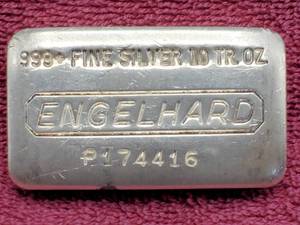 999+ FINE SILVER 10 TR. OZ
ENGELHARD
P174416